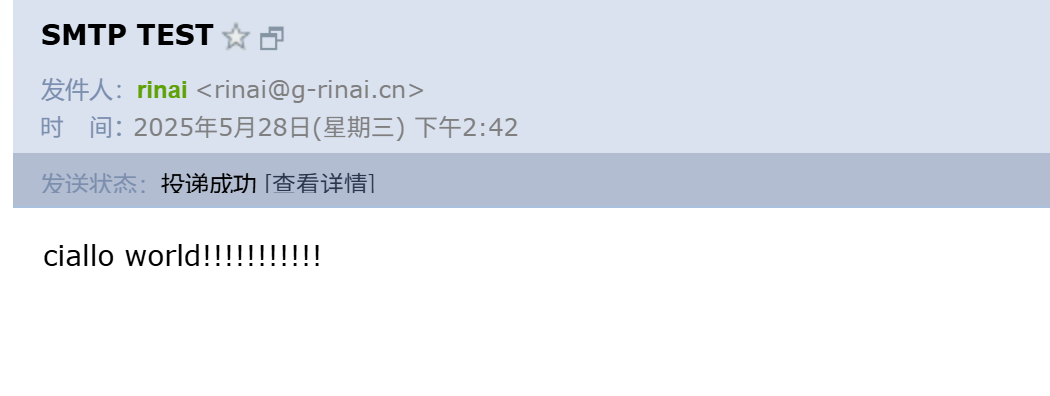 SMTP TEST
发件人：rinai <rinai@g-rinai.cn>
时　间：2025年5月28日(星期三) 下午2:42
发送状态：投递成功 [查看详情]
ciallo world!!!!!!!!!!!